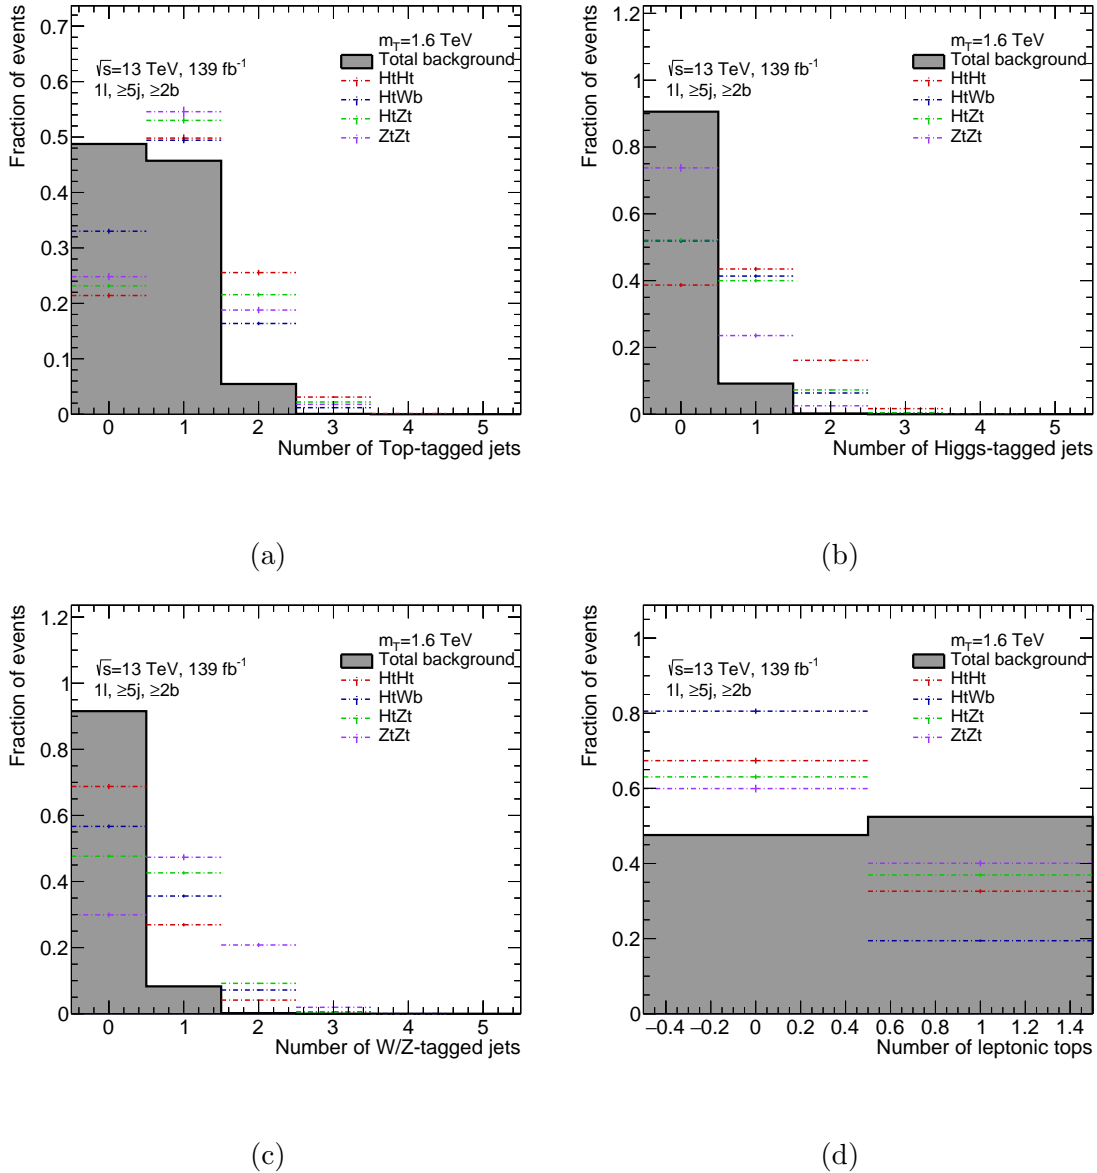 Fraction of events
0.7
0.6
0.5
0.4
0.3
0.2
0.1
0
√s=13 TeV, 139 fb⁻¹
1l, ≥5j, ≥2b
m_T=1.6 TeV
Total background
HtHt
HtWb
HtZt
ZtZt
0 1 2 3 4 5
Number of Top-tagged jets
(a)
Fraction of events
1.2
1
0.8
0.6
0.4
0.2
0
√s=13 TeV, 139 fb⁻¹
1l, ≥5j, ≥2b
m_T=1.6 TeV
Total background
HtHt
HtWb
HtZt
ZtZt
0 1 2 3 4 5
Number of Higgs-tagged jets
(b)
Fraction of events
1.2
1
0.8
0.6
0.4
0.2
0
√s=13 TeV, 139 fb⁻¹
1l, ≥5j, ≥2b
m_T=1.6 TeV
Total background
HtHt
HtWb
HtZt
ZtZt
0 1 2 3 4 5
Number of W/Z-tagged jets
(c)
Fraction of events
1
0.8
0.6
0.4
0.2
0
√s=13 TeV, 139 fb⁻¹
1l, ≥5j, ≥2b
m_T=1.6 TeV
Total background
HtHt
HtWb
HtZt
ZtZt
−0.4 −0.2 0 0.2 0.4 0.6 0.8 1 1.2 1.4
Number of leptonic tops
(d)